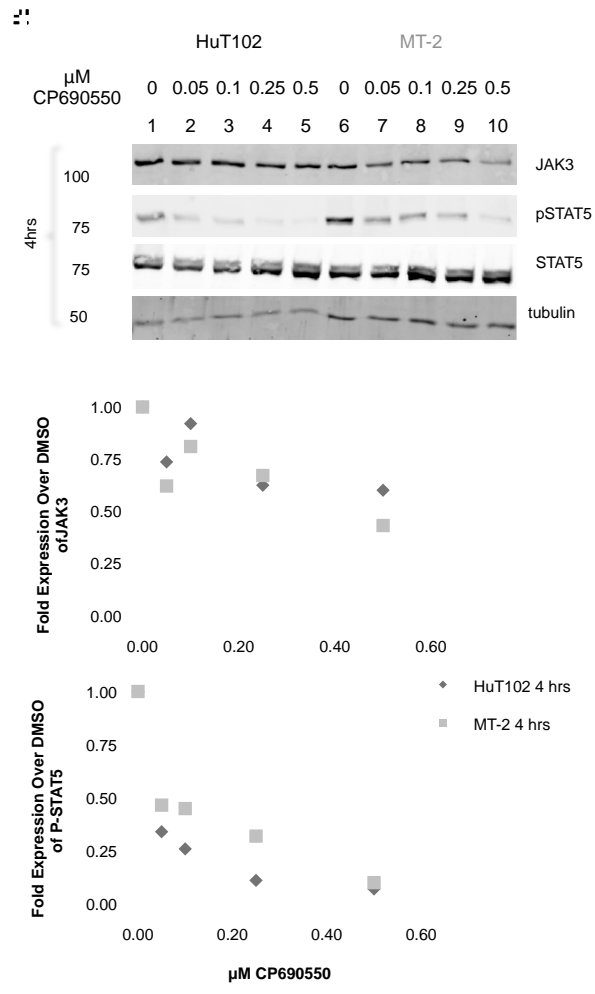 HuT102 MT-2
μM
CP690550 0 0.05 0.1 0.25 0.5 0 0.05 0.1 0.25 0.5
1 2 3 4 5 6 7 8 9 10
4hrs
100 JAK3
75 pSTAT5
75 STAT5
50 tubulin
Fold Expression Over DMSO
ofJAK3
1.00
0.75
0.50
0.25
0.00
0.00 0.20 0.40 0.60
Fold Expression Over DMSO
of P-STAT5
1.00
0.75
0.50
0.25
0.00
0.00 0.20 0.40 0.60
HuT102 4 hrs
MT-2 4 hrs
μM CP690550